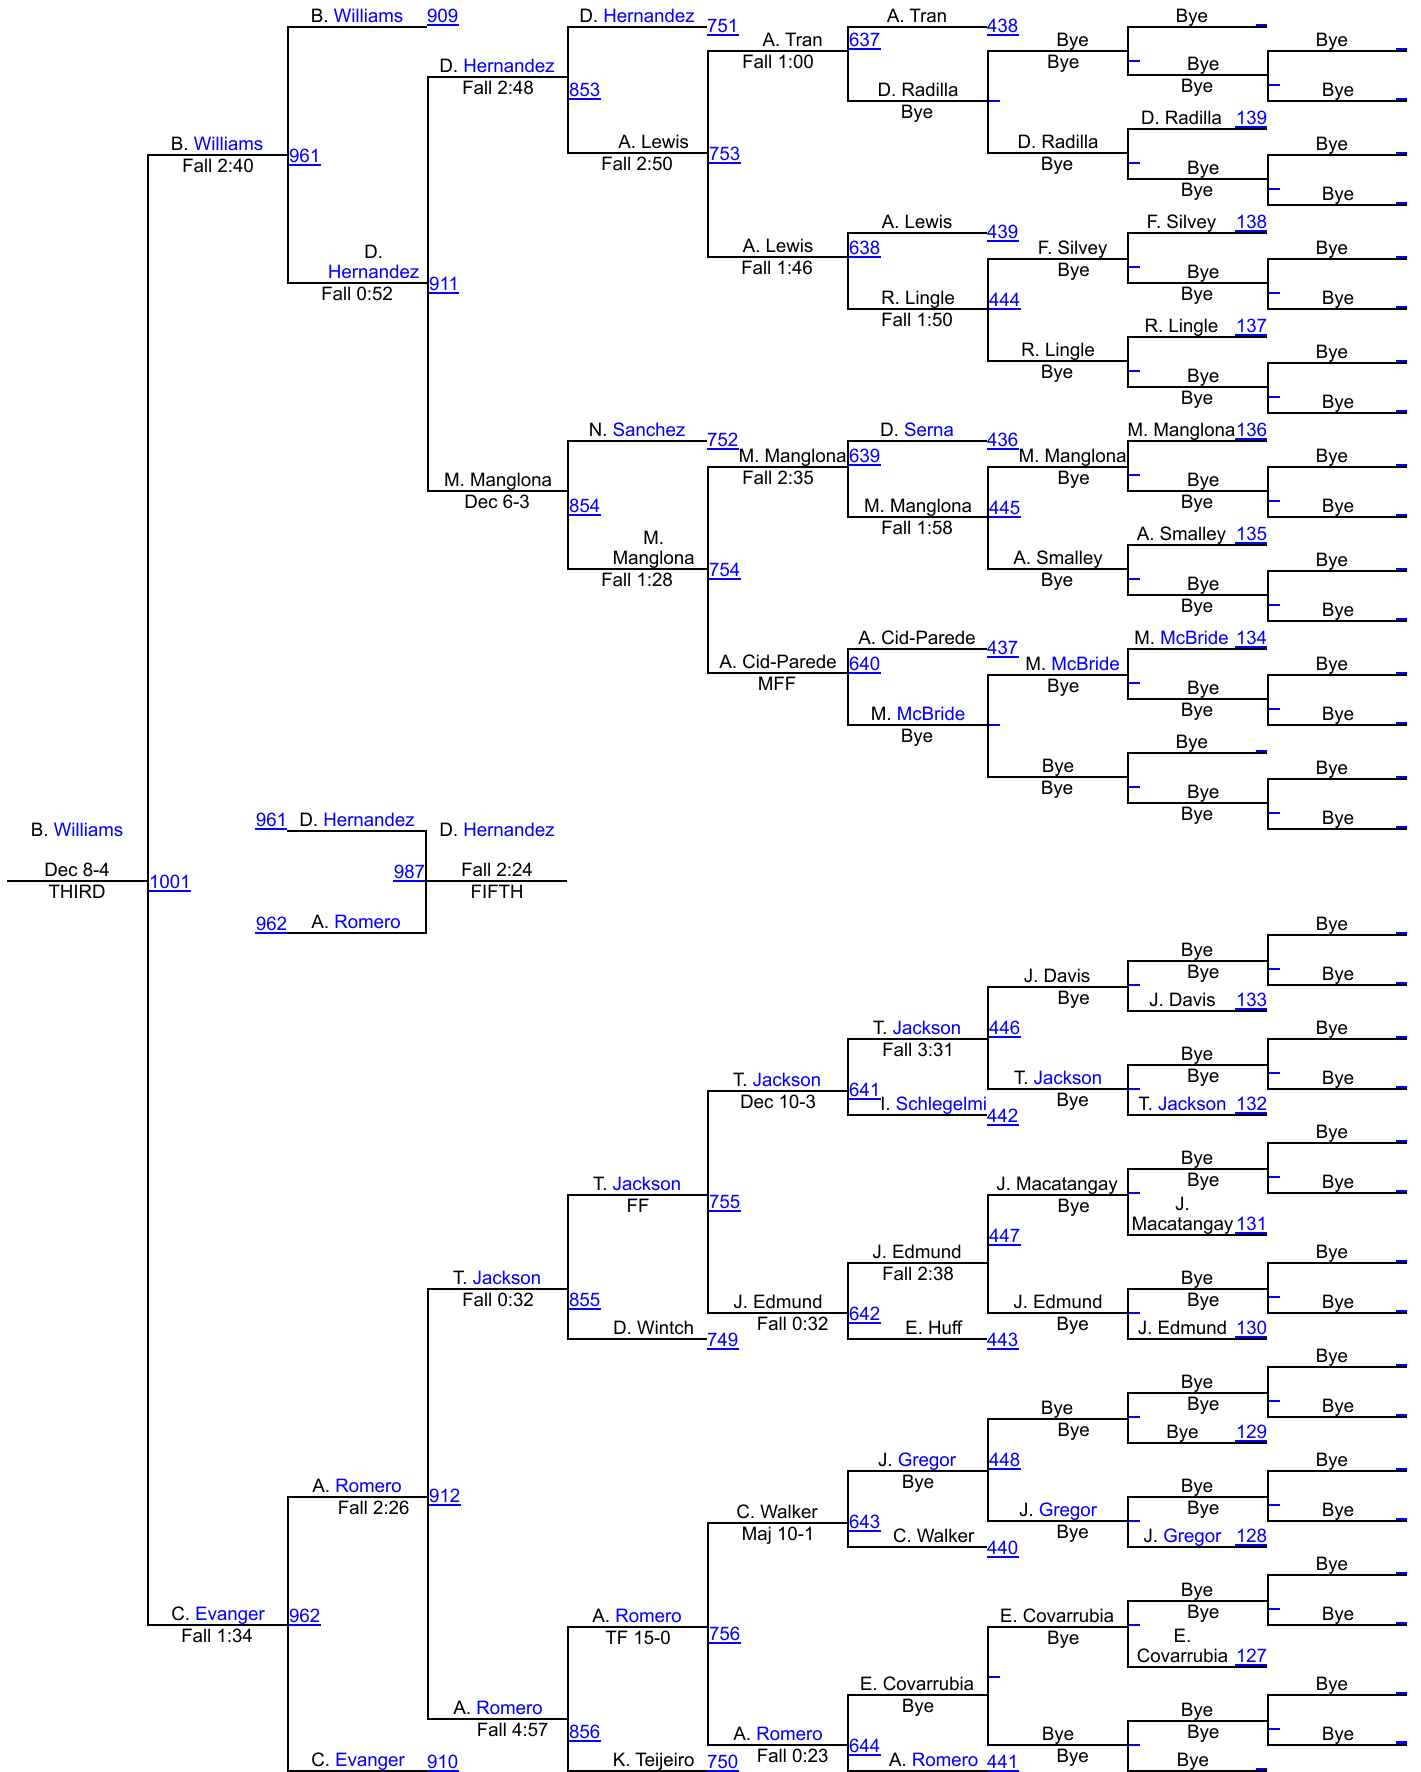 B. Williams 909
D. Hernandez 751
A. Tran 438
Bye
A. Tran 637
Fall 1:00
Bye
Bye
Bye
D. Hernandez
Fall 2:48
853
D. Radilla
Bye
Bye
Bye
Bye
D. Radilla 139
B. Williams
Fall 2:40
961
A. Lewis
Fall 2:50
753
D. Radilla
Bye
Bye
Bye
Bye
Bye
A. Lewis 439
F. Silvey 138
D.
Hernandez
Fall 0:52
911
A. Lewis
Fall 1:46
638
F. Silvey
Bye
Bye
Bye
Bye
R. Lingle
Fall 1:50
444
Bye
R. Lingle 137
R. Lingle
Bye
Bye
Bye
Bye
Bye
N. Sanchez 752
D. Serna 436
M. Manglona 136
M. Manglona 639
Fall 2:35
M. Manglona
Bye
Bye
Bye
Bye
M. Manglona
Dec 6-3
854
M. Manglona
Fall 1:58
445
Bye
A. Smalley 135
M.
Manglona
Fall 1:28
754
A. Smalley
Bye
Bye
Bye
Bye
Bye
A. Cid-Parede 437
M. McBride 134
A. Cid-Parede
MFF
640
M. McBride
Bye
Bye
Bye
Bye
M. McBride
Bye
Bye
Bye
Bye
Bye
Bye
Bye
Bye
Bye
B. Williams
Dec 8-4
THIRD
1001
961 D. Hernandez
D. Hernandez
987
Fall 2:24
FIFTH
962 A. Romero
Bye
Bye
Bye
Bye
J. Davis
Bye
J. Davis 133
T. Jackson
Fall 3:31
446
Bye
Bye
Bye
Bye
T. Jackson
Dec 10-3
641
T. Jackson
Bye
I. Schlegelmi
442
T. Jackson 132
Bye
Bye
Bye
Bye
T. Jackson
FF
755
J. Macatangay
Bye
J.
Macatangay 131
447
J. Edmund
Fall 2:38
Bye
Bye
Bye
Bye
T. Jackson
Fall 0:32
855
J. Edmund
Fall 0:32
642
J. Edmund
Bye
D. Wintch 749
E. Huff 443
J. Edmund 130
Bye
Bye
Bye
Bye
Bye
Bye
Bye 129
J. Gregor
Bye
448
Bye
A. Romero
Fall 2:26
912
Bye
Bye
Bye
C. Walker
Maj 10-1
643
J. Gregor
Bye
C. Walker 440
J. Gregor 128
Bye
Bye
Bye
Bye
C. Evanger
Fall 1:34
962
A. Romero
TF 15-0
756
E. Covarrubia
Bye
E.
Covarrubia 127
E. Covarrubia
Bye
Bye
A. Romero
Fall 4:57
856
A. Romero
Fall 0:23
644
Bye
Bye
Bye
Bye
Bye
C. Evanger 910
K. Teijeiro 750
A. Romero 441
Bye